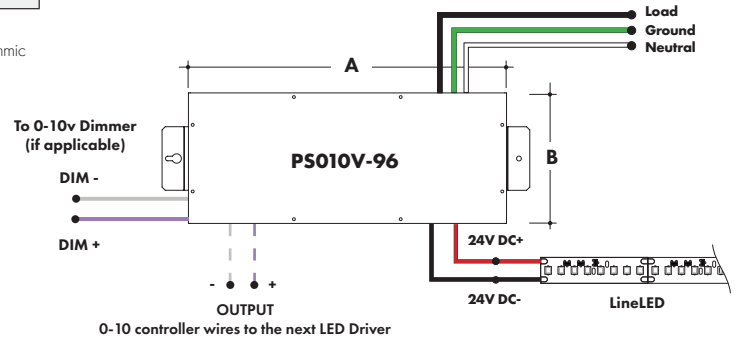 Load
Ground
Neutral
A
To 0-10v Dimmer
(if applicable)
PS010V-96
B
DIM -
DIM +
24V DC+
- +
24V DC-
LineLED
OUTPUT
0-10 controller wires to the next LED Driver